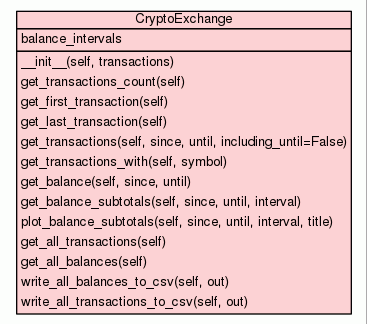 CryptoExchange
balance_intervals
__init__(self, transactions)
get_transactions_count(self)
get_first_transaction(self)
get_last_transaction(self)
get_transactions(self, since, until, including_until=False)
get_transactions_with(self, symbol)
get_balance(self, since, until)
get_balance_subtotals(self, since, until, interval)
plot_balance_subtotals(self, since, until, interval, title)
get_all_transactions(self)
get_all_balances(self)
write_all_balances_to_csv(self, out)
write_all_transactions_to_csv(self, out)